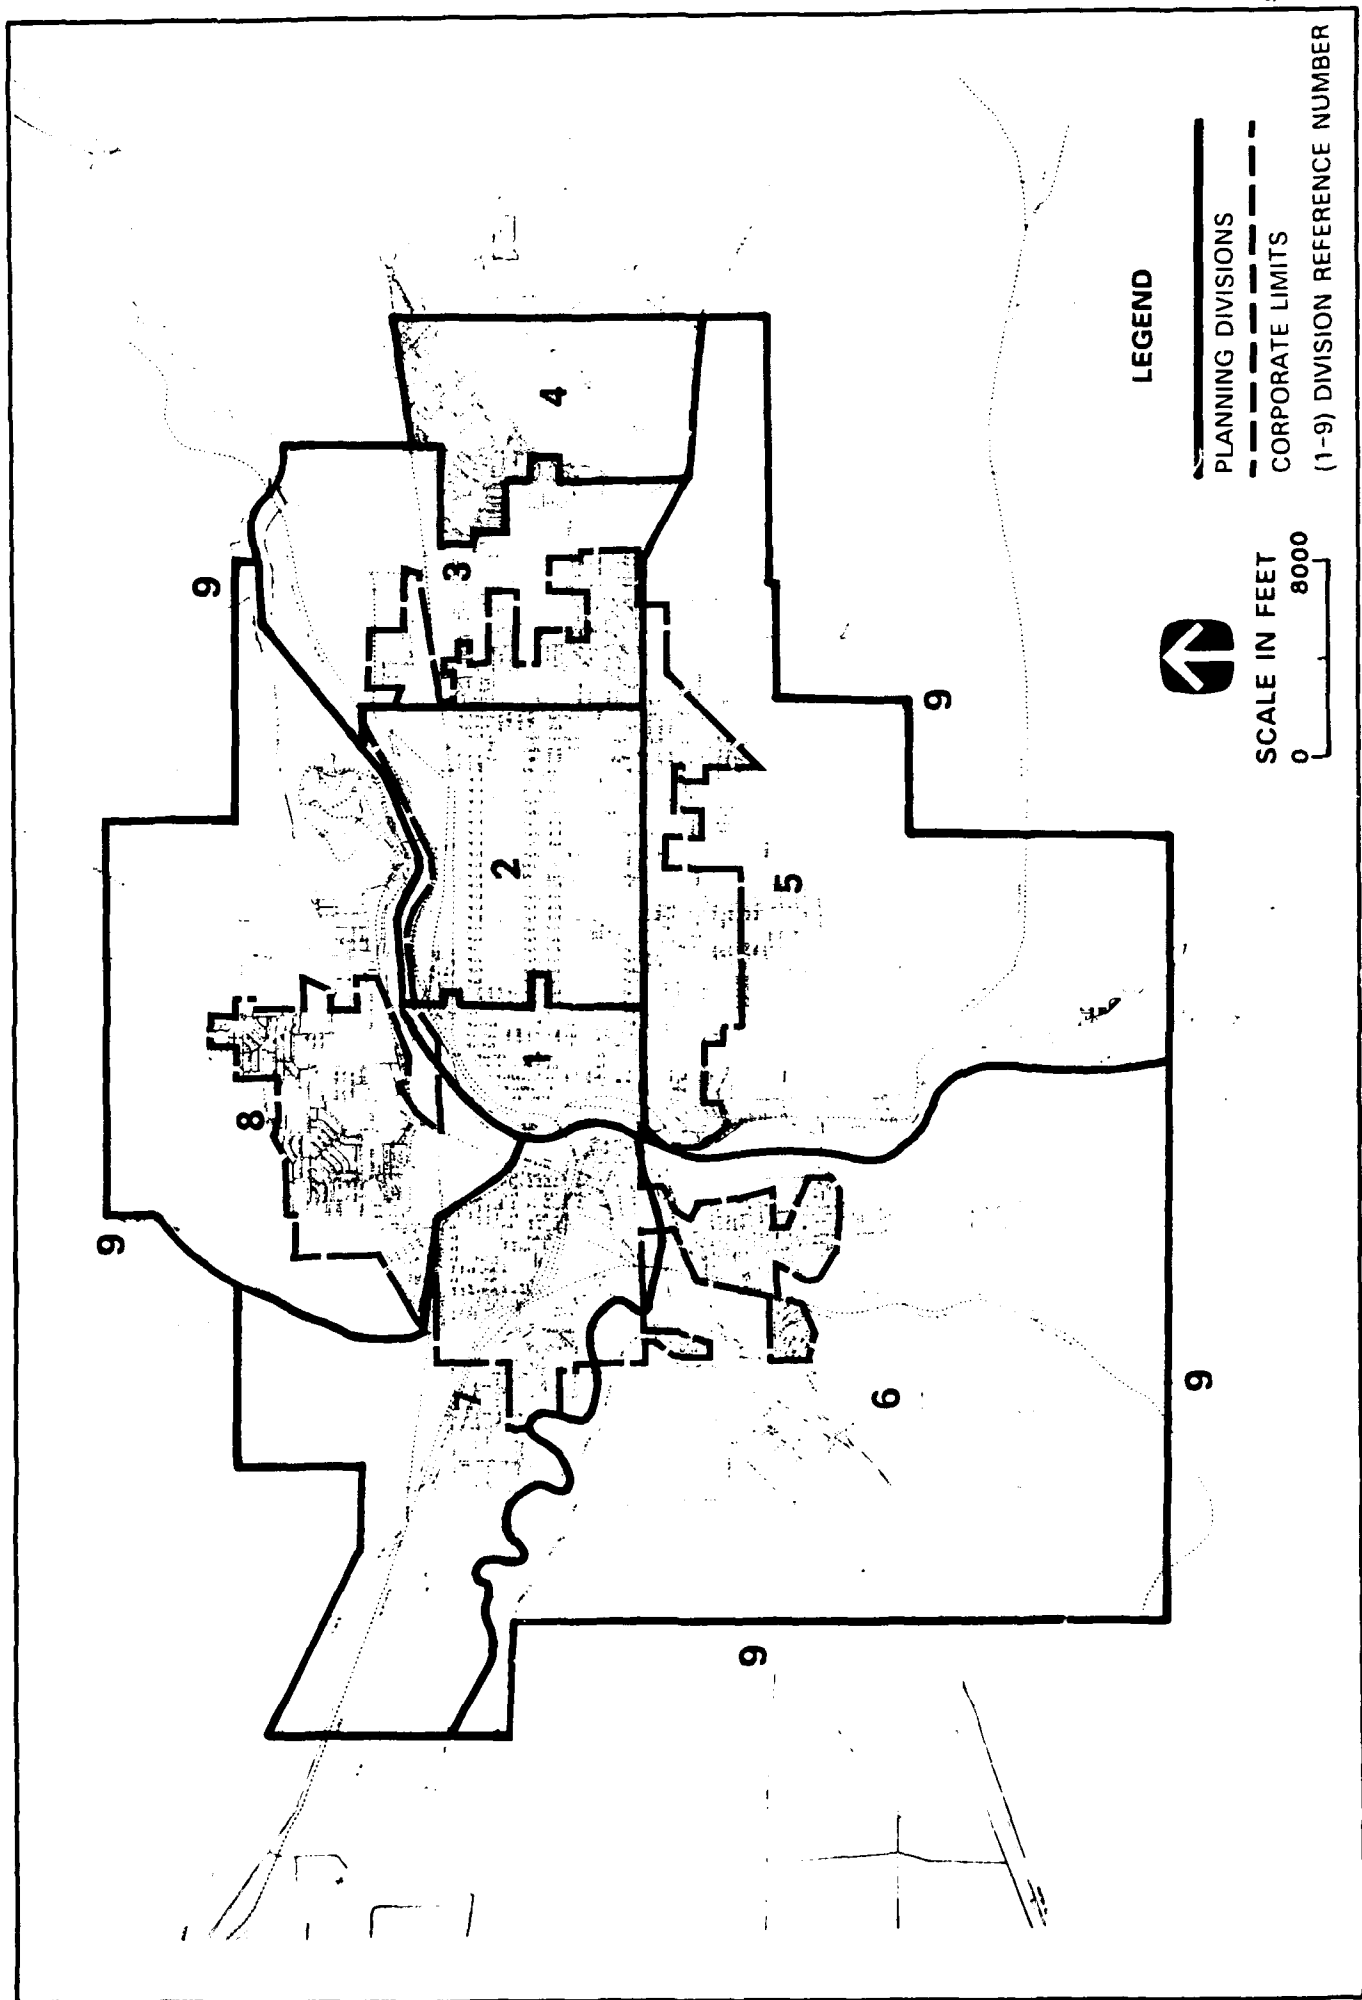 9
9
8
3
4
7
1
2
5
6
9
9
9
LEGEND
PLANNING DIVISIONS
CORPORATE LIMITS
(1-9) DIVISION REFERENCE NUMBER
SCALE IN FEET
0 8000